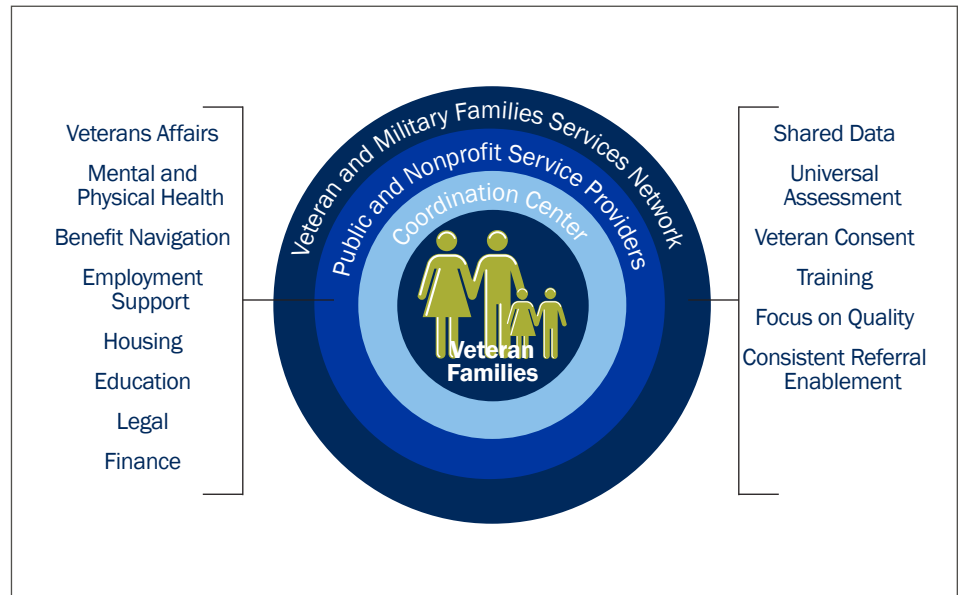 Veterans Affairs
Mental and
Physical Health
Benefit Navigation
Employment
Support
Housing
Education
Legal
Finance
Veteran and Military Families Services Network
Public and Nonprofit Service Providers
Coordination Center
Veteran
Families
Shared Data
Universal
Assessment
Veteran Consent
Training
Focus on Quality
Consistent Referral
Enablement